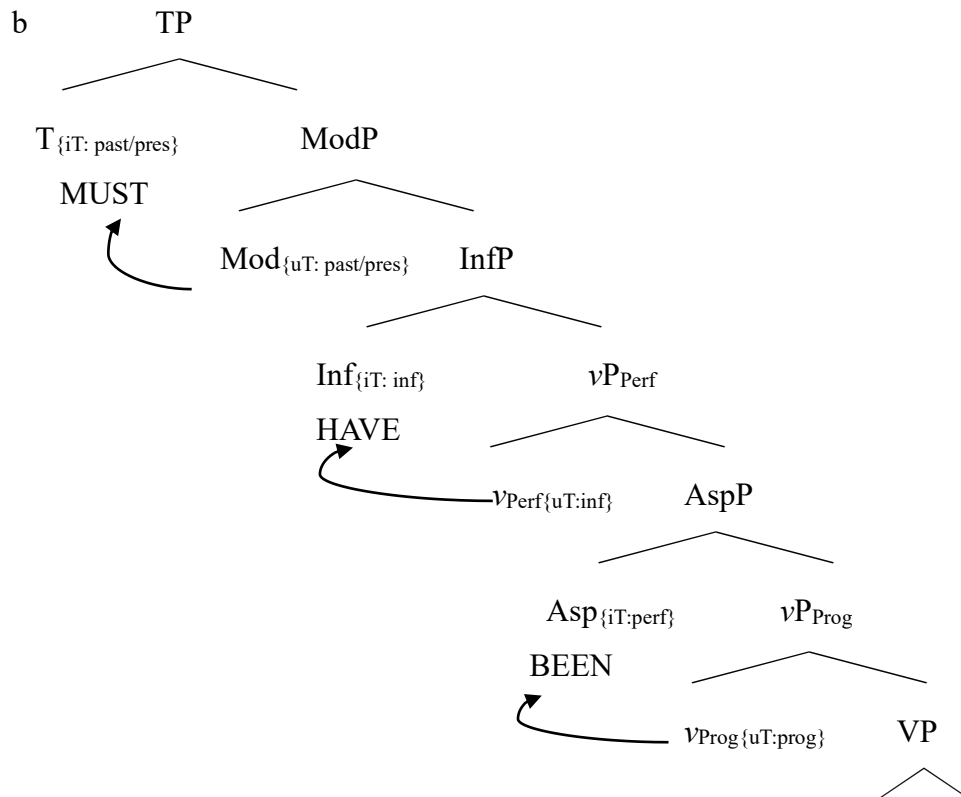 b TP
T{iT: past/pres} ModP
MUST
Mod{uT: past/pres} InfP
Inf{iT: inf} vPPerf
HAVE
vPerf{uT:inf} AspP
Asp{iT:perf} vPProg
BEEN
vProg{uT:prog} VP